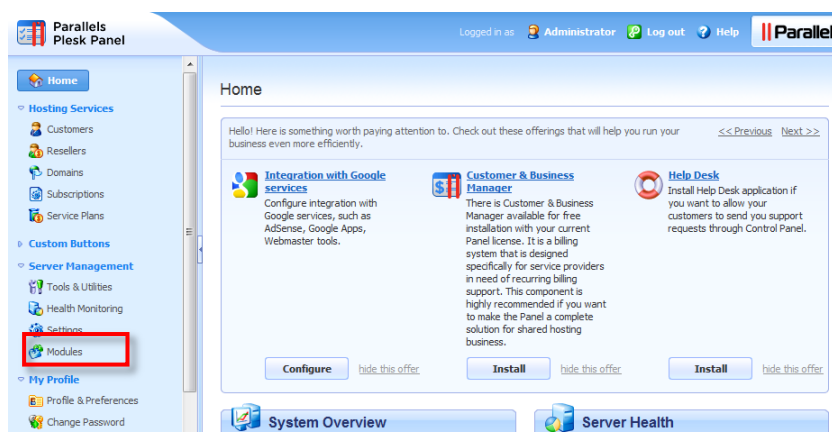 Parallels
Plesk Panel
Logged in as Administrator Log out Help
Parallel
Home
Hosting Services
Customers
Resellers
Domains
Subscriptions
Service Plans
Custom Buttons
Server Management
Tools & Utilities
Health Monitoring
Settings
Modules
My Profile
Profile & Preferences
Change Password
Home
Hello! Here is something worth paying attention to. Check out these offerings that will help you run your
business even more efficiently.
<< Previous Next >>
Integration with Google
services
Configure integration with
Google services, such as
AdSense, Google Apps,
Webmaster tools.
Configure hide this offer
Customer & Business
Manager
There is Customer & Business
Manager available for free
installation with your current
Panel license. It is a billing
system that is designed
specifically for service providers
in need of recurring billing
support. This component is
highly recommended if you want
to make the Panel a complete
solution for shared hosting
business.
Install hide this offer
Help Desk
Install Help Desk application if
you want to allow your
customers to send you support
requests through Control Panel.
Install hide this offer
System Overview
Server Health